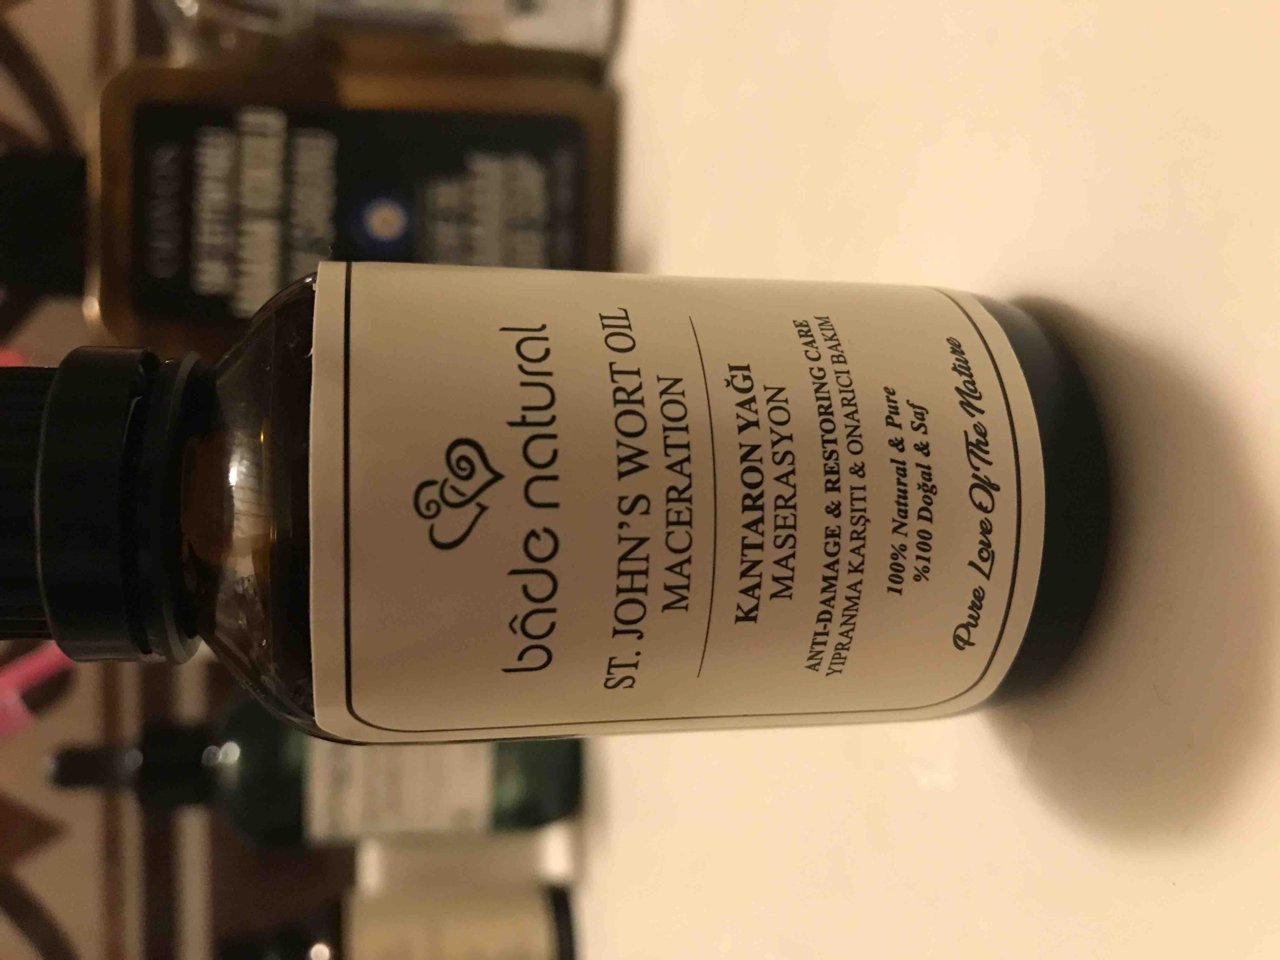 bâde natural
ST. JOHN'S WORT OIL
MACERATION
KANTARON YAĞI
MASERASYON
ANTI-DAMAGE & RESTORING CARE
YIPRANMA KARŞITI & ONARICI BAKIM
100% Natural & Pure
%100 Doğal & Saf
Pure Love Of The Nature